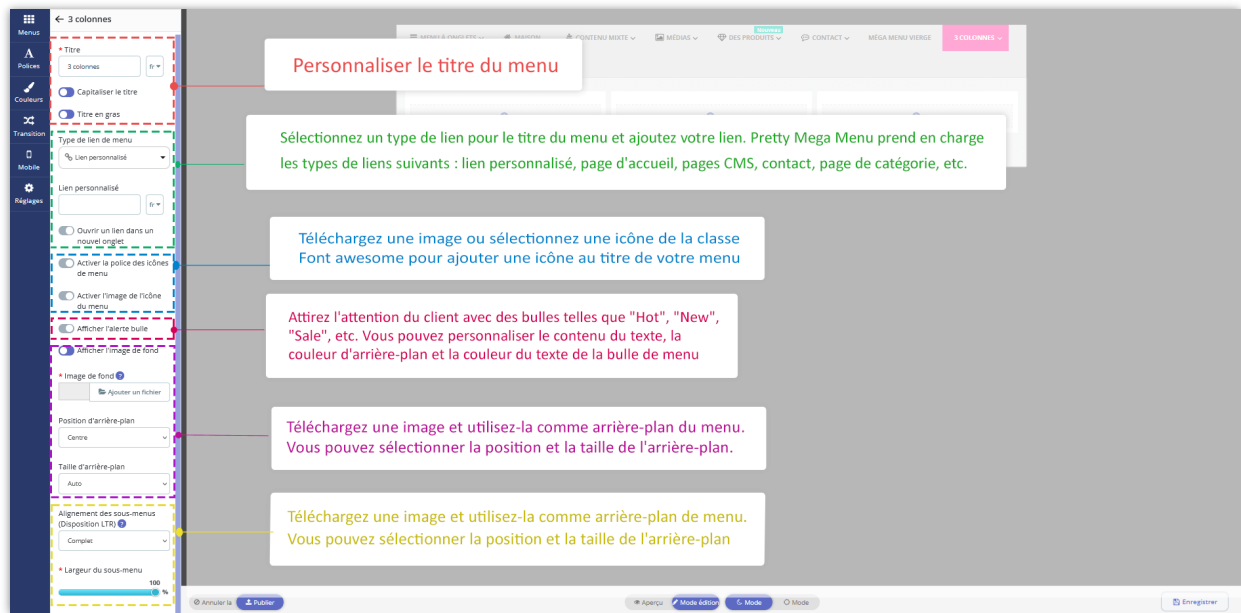 Menus
Polices
Couleurs
Transition
Mobile
Réglages
← 3 colonnes
* Titre
3 colonnes
fr
Capitaliser le titre
Titre en gras
Type de lien de menu
Lien personnalisé
Lien personnalisé
fr
Ouvrir un lien dans un
nouvel onglet
Activer la police des icônes
de menu
Activer l'image de l'icône
du menu
Afficher l'alerte bulle
Afficher l'image de fond
* Image de fond ?
Ajouter un fichier
Position d'arrière-plan
Centre
Taille d'arrière-plan
Auto
Alignement des sous-menus
(Disposition LTR) ?
Complet
* Largeur du sous-menu
100
%
Nouveau
MENU À ONGLETS MAISON CONTENU MIXTE MÉDIAS DES PRODUITS CONTACT MÉGA MENU VIERGE 3 COLONNES
Personnaliser le titre du menu
Sélectionnez un type de lien pour le titre du menu et ajoutez votre lien. Pretty Mega Menu prend en charge
les types de liens suivants : lien personnalisé, page d'accueil, pages CMS, contact, page de catégorie, etc.
Téléchargez une image ou sélectionnez une icône de la classe
Font awesome pour ajouter une icône au titre de votre menu
Attirez l'attention du client avec des bulles telles que "Hot", "New",
"Sale", etc. Vous pouvez personnaliser le contenu du texte, la
couleur d'arrière-plan et la couleur du texte de la bulle de menu
Téléchargez une image et utilisez-la comme arrière-plan du menu.
Vous pouvez sélectionner la position et la taille de l'arrière-plan.
Téléchargez une image et utilisez-la comme arrière-plan de menu.
Vous pouvez sélectionner la position et la taille de l'arrière-plan
Annuler la Publier Aperçu Mode édition Mode Mode Enregistrer